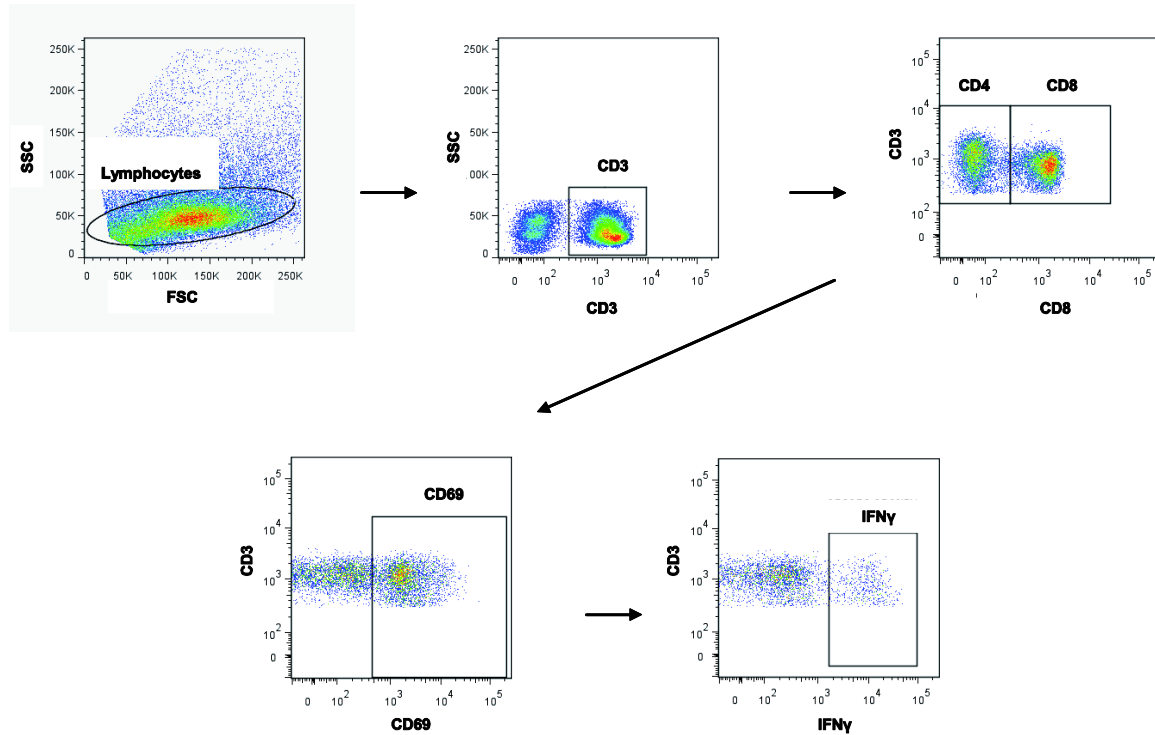 250K
200K
150K
100K
50K
0
SSC
Lymphocytes
0 50K 100K 150K 200K 250K
FSC
250K
200K
150K
00K
50K
0
SSC
CD3
0 10² 10³ 10⁴ 10⁵
CD3
10⁵
10⁴
10³
10²
0
CD3
CD4 CD8
0 10² 10³ 10⁴ 10⁵
CD8
10⁵
10⁴
10³
10²
0
CD3
CD69
0 10² 10³ 10⁴ 10⁵
CD69
10⁵
10⁴
10³
10²
0
CD3
IFNγ
0 10² 10³ 10⁴ 10⁵
IFNγ